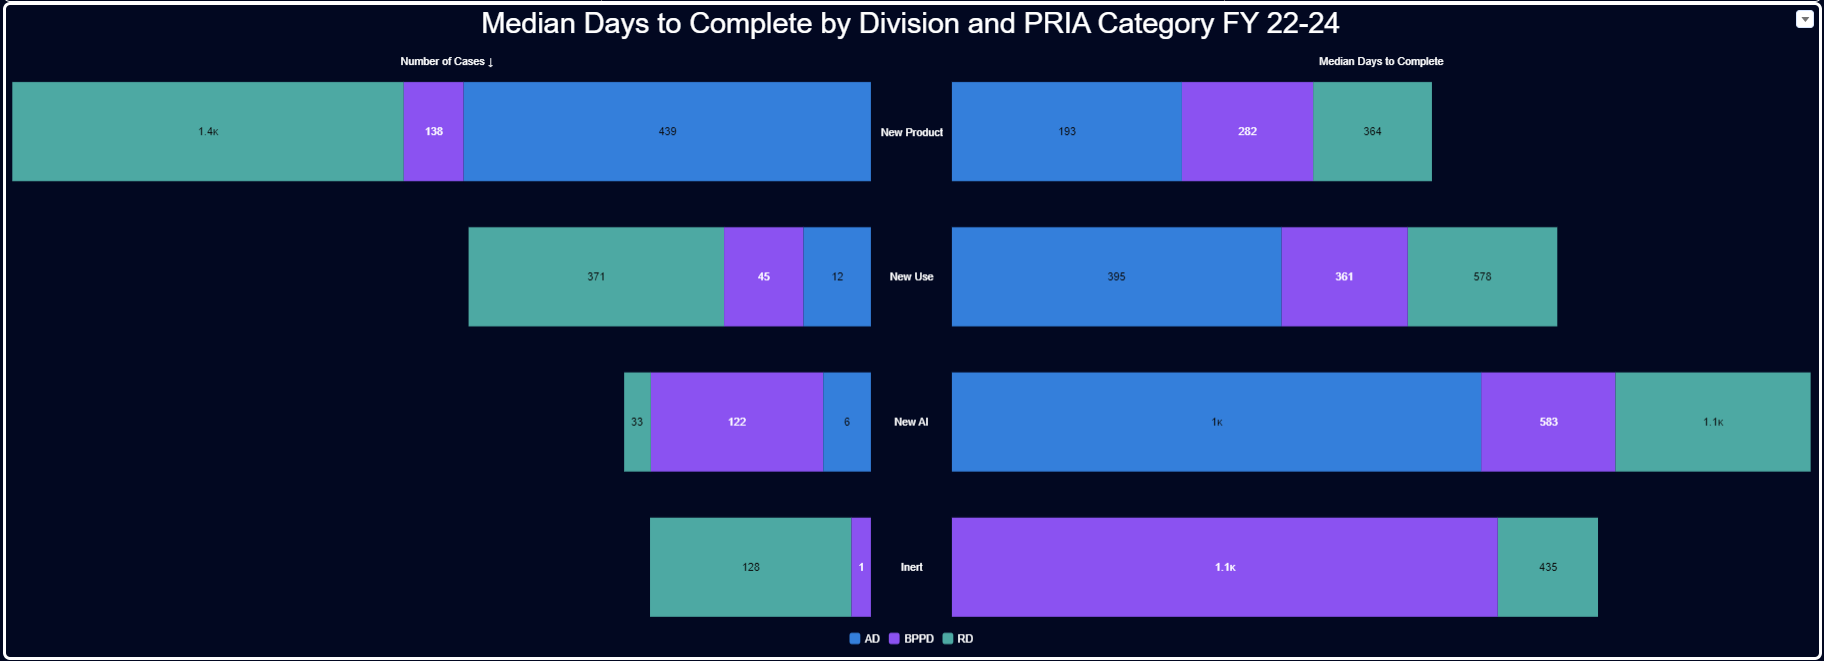 Median Days to Complete by Division and PRIA Category FY 22-24
Number of Cases ↓
Median Days to Complete
1.4K
138
439
New Product
193
282
364
371
45
12
New Use
395
361
578
33
122
6
New AI
1K
583
1.1K
128
1
Inert
1.1K
435
AD BPPD RD